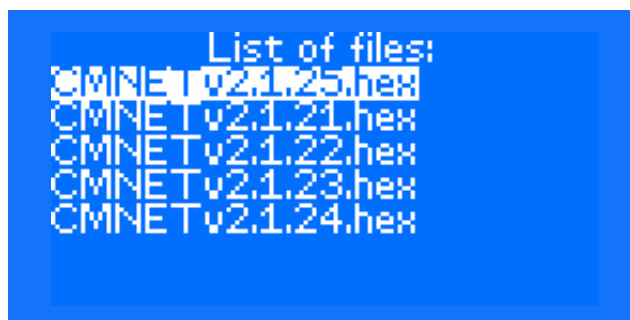 List of files:
CMNETv2.1.25.hex
CMNETv2.1.21.hex
CMNETv2.1.22.hex
CMNETv2.1.23.hex
CMNETv2.1.24.hex